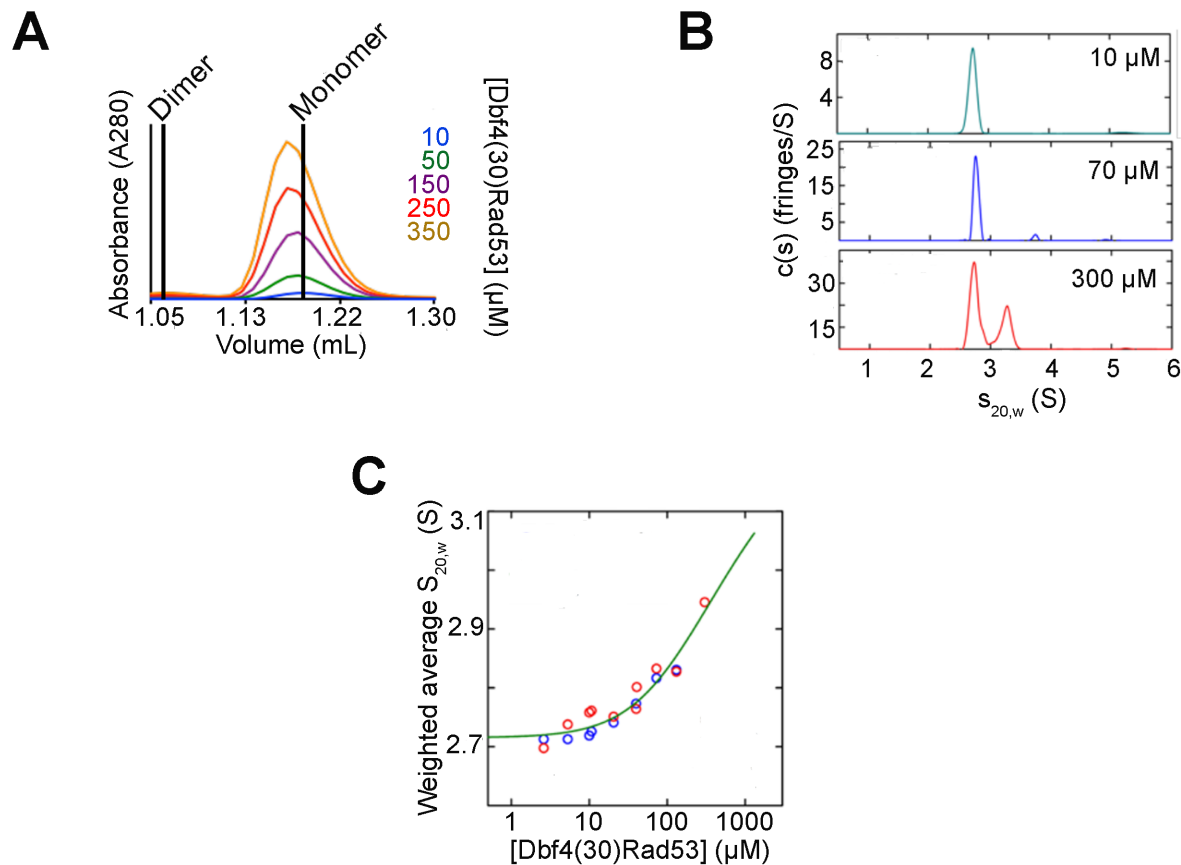 A
Dimer
Monomer
Absorbance (A280)
[Dbf4(30)Rad53] (µM)
10
50
150
250
350
1.05 1.13 1.22 1.30
Volume (mL)
B
c(s) (fringes/S)
8
4
10 µM
25
15
5
70 µM
30
15
300 µM
1 2 3 4 5 6
s20,w (S)
C
Weighted average S20,w (S)
3.1
2.9
2.7
1 10 100 1000
[Dbf4(30)Rad53] (µM)